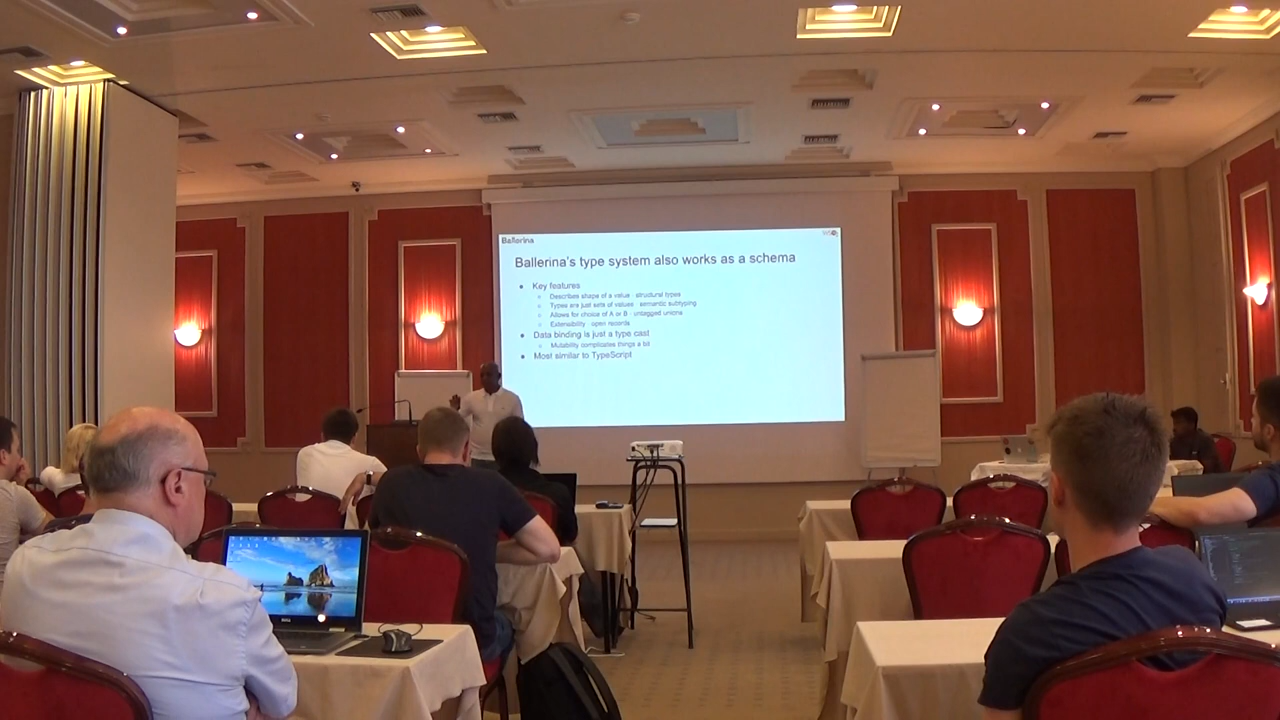 Ballerina
WSO2
Ballerina's type system also works as a schema
Key features
Describes shape of a value - structural types
Types are just sets of values - semantic subtyping
Allows for choice of A or B - untagged unions
Extensibility - open records
Data binding is just a type cast
Mutability complicates things a bit
Most similar to TypeScript
DELL